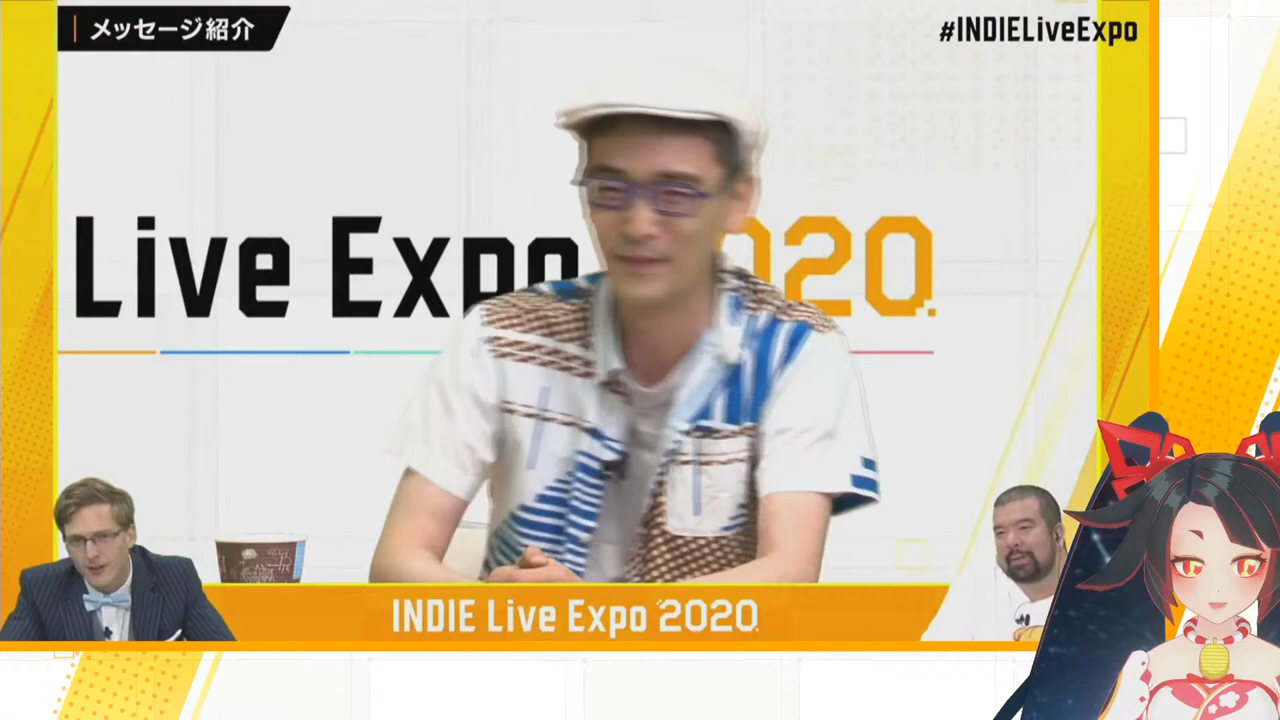 メッセージ紹介
#INDIELiveExpo
Live Expo 2020
INDIE Live Expo 2020